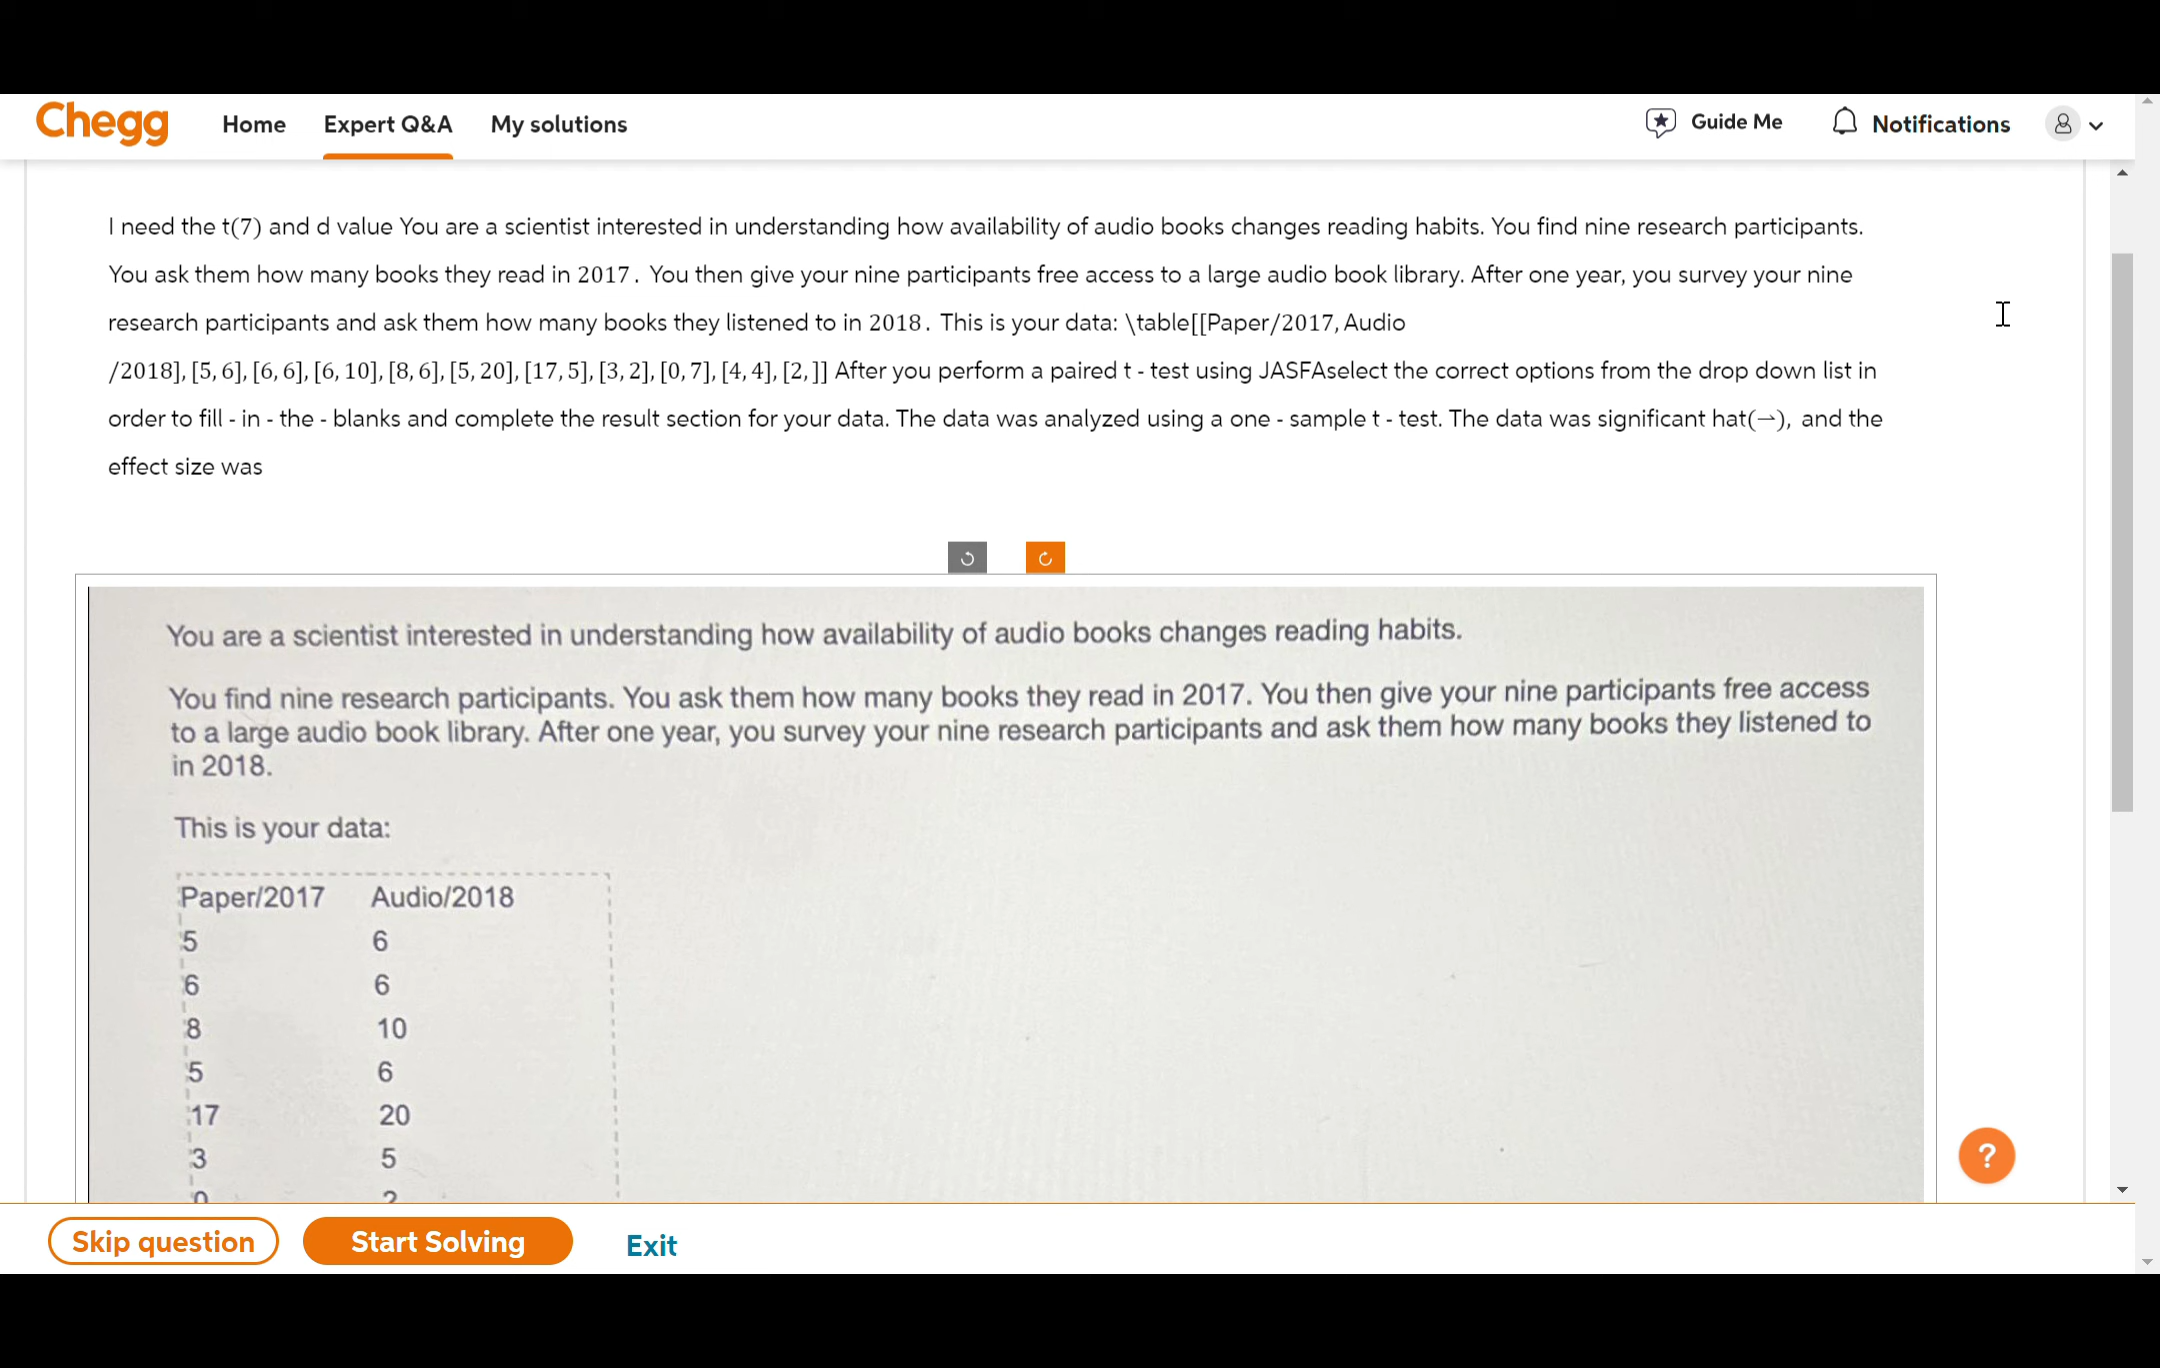 Chegg Home Expert Q&A My solutions Guide Me Notifications
I need the t(7) and d value You are a scientist interested in understanding how availability of audio books changes reading habits. You find nine research participants.
You ask them how many books they read in 2017. You then give your nine participants free access to a large audio book library. After one year, you survey your nine
research participants and ask them how many books they listened to in 2018. This is your data: \table[[Paper/2017, Audio
/2018], [5, 6], [6, 6], [6, 10], [8, 6], [5, 20], [17, 5], [3, 2], [0, 7], [4, 4], [2, ]] After you perform a paired t - test using JASFAselect the correct options from the drop down list in
order to fill - in - the - blanks and complete the result section for your data. The data was analyzed using a one - sample t - test. The data was significant hat(⇀), and the
effect size was
You are a scientist interested in understanding how availability of audio books changes reading habits.
You find nine research participants. You ask them how many books they read in 2017. You then give your nine participants free access
to a large audio book library. After one year, you survey your nine research participants and ask them how many books they listened to
in 2018.
This is your data:
Paper/2017 Audio/2018
5 6
6 6
8 10
5 6
17 20
3 5
0 2
?
Skip question Start Solving Exit